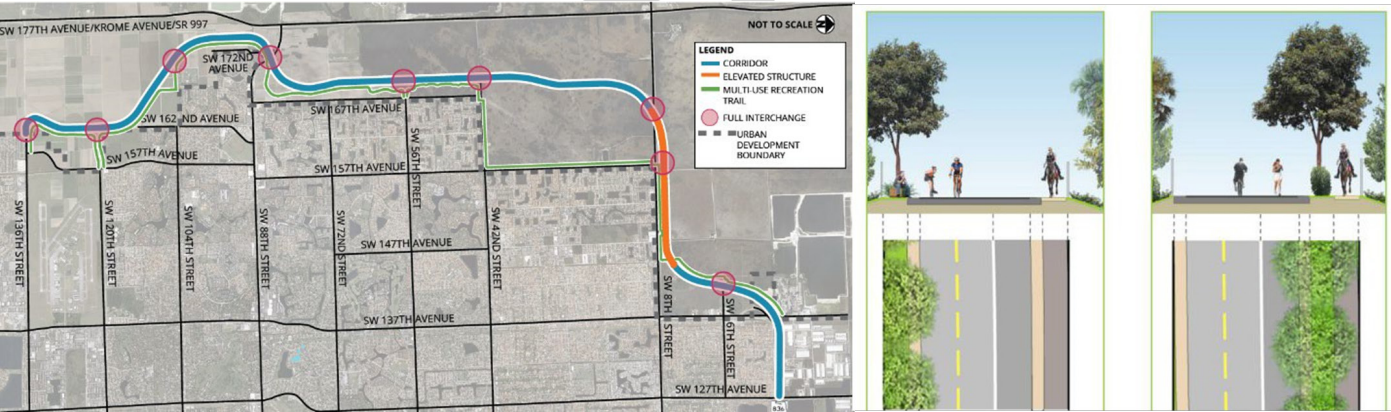 SW 177TH AVENUE/KROME AVENUE/SR 997
NOT TO SCALE
N
LEGEND
CORRIDOR
ELEVATED STRUCTURE
MULTI-USE RECREATION
TRAIL
FULL INTERCHANGE
URBAN
DEVELOPMENT
BOUNDARY
SW 172ND
AVENUE
SW 167TH AVENUE
SW 162ND AVENUE
SW 157TH AVENUE
SW 157TH AVENUE
SW 147TH AVENUE
SW 137TH AVENUE
SW 127TH AVENUE
SW 136TH STREET
SW 120TH STREET
SW 104TH STREET
SW 88TH STREET
SW 72ND STREET
SW 56TH STREET
SW 42ND STREET
SW 8TH STREET
SW 6TH STREET
836